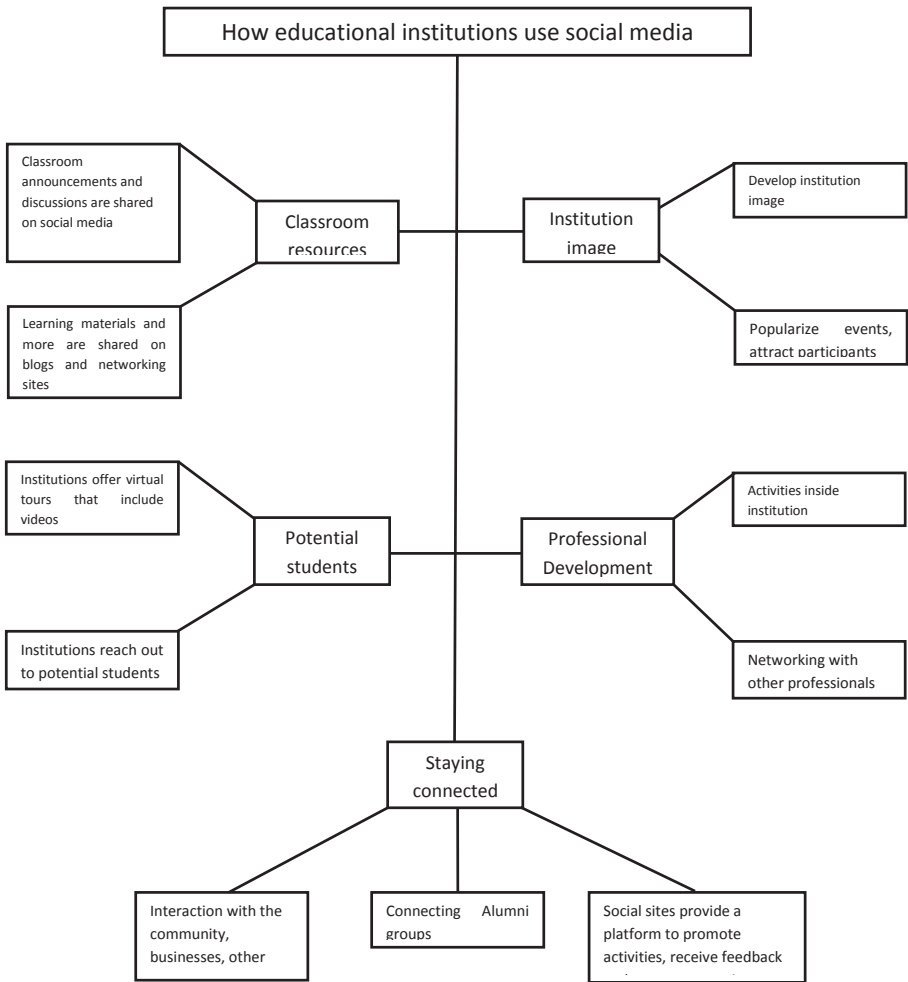 How educational institutions use social media
Classroom
announcements and
discussions are shared
on social media
Classroom
resources
Learning materials and
more are shared on
blogs and networking
sites
Institution
image
Develop institution
image
Popularize events,
attract participants
Institutions offer virtual
tours that include
videos
Potential
students
Institutions reach out
to potential students
Professional
Development
Activities inside
institution
Networking with
other professionals
Staying
connected
Interaction with the
community,
businesses, other
Connecting Alumni
groups
Social sites provide a
platform to promote
activities, receive feedback